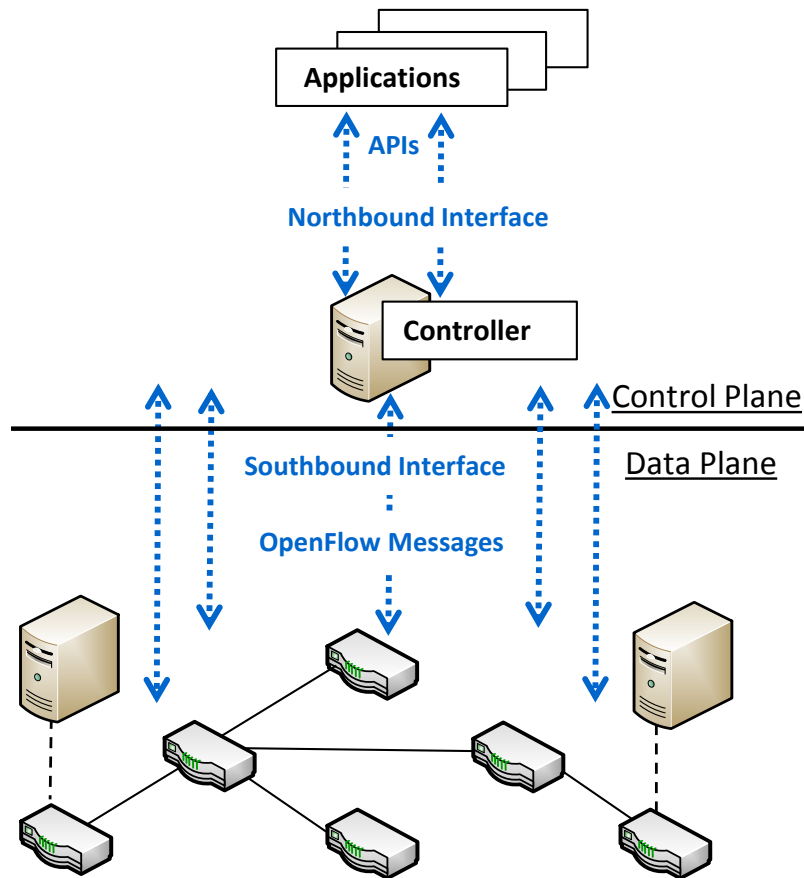 Applications
APIs
Northbound Interface
Controller
Control Plane
Southbound Interface
Data Plane
OpenFlow Messages